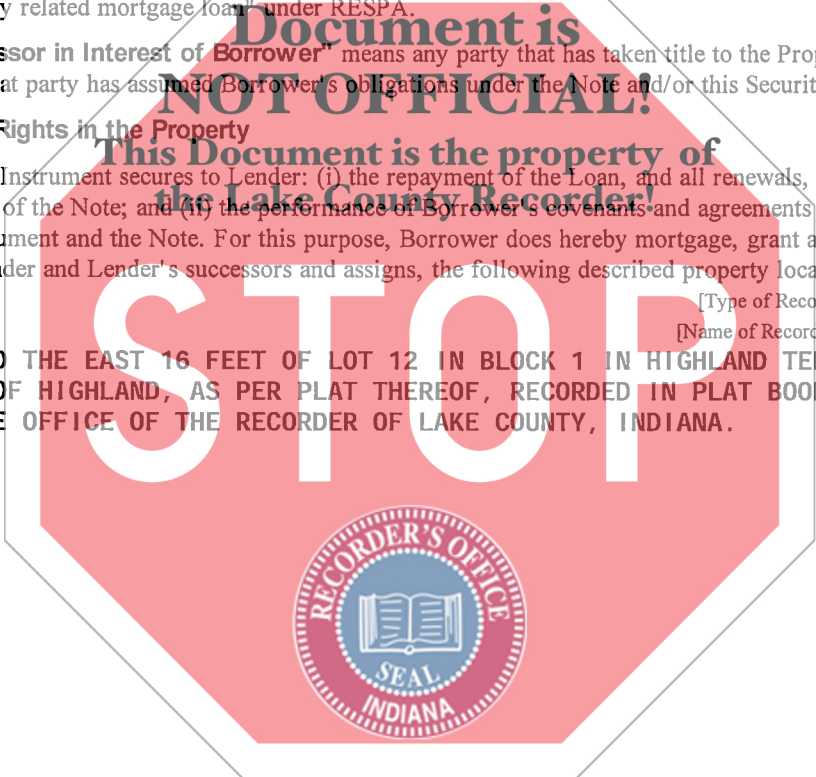 y related mortgage loan" under RESPA.
Document is
ssor in Interest of Borrower" means any party that has taken title to the Prop
at party has assumed Borrower's obligations under the Note and/or this Securit
NOT OFFICIAL!
Rights in the Property
This Document is the property of
Instrument secures to Lender: (i) the repayment of the Loan, and all renewals,
the Lake County Recorder!
of the Note; and (ii) the performance of Borrower's covenants and agreements
ument and the Note. For this purpose, Borrower does hereby mortgage, grant a
der and Lender's successors and assigns, the following described property loca
[Type of Reco
[Name of Record
THE EAST 16 FEET OF LOT 12 IN BLOCK 1 IN HIGHLAND TE
OF HIGHLAND, AS PER PLAT THEREOF, RECORDED IN PLAT BOO
E OFFICE OF THE RECORDER OF LAKE COUNTY, INDIANA.
STOP
RECORDER'S OFFICE
SEAL
INDIANA